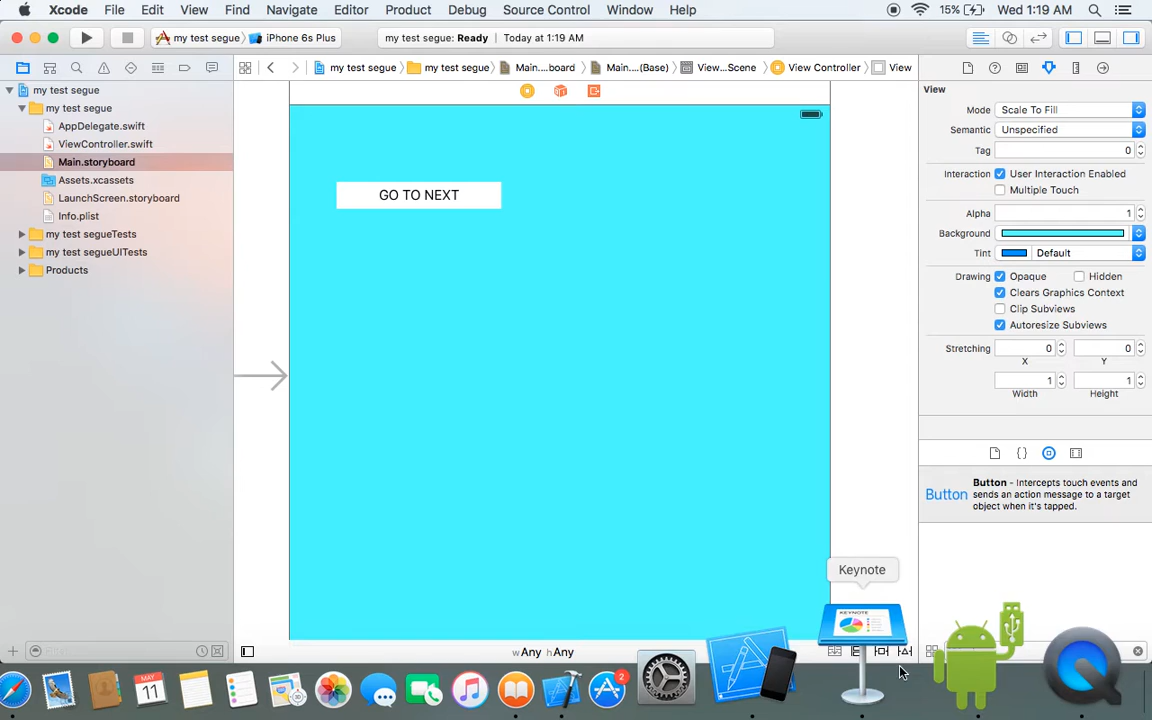 Xcode File Edit View Find Navigate Editor Product Debug Source Control Window Help 15% Wed 1:19 AM
my test segue iPhone 6s Plus my test segue: Ready Today at 1:19 AM
my test segue my test segue Main....board Main....(Base) View...Scene View Controller View
my test segue
my test segue
AppDelegate.swift
ViewController.swift
Main.storyboard
Assets.xcassets
LaunchScreen.storyboard
Info.plist
my test segueTests
my test segueUITests
Products
GO TO NEXT
wAny hAny
View
Mode Scale To Fill
Semantic Unspecified
Tag 0
Interaction User Interaction Enabled
Multiple Touch
Alpha 1
Background
Tint Default
Drawing Opaque Hidden
Clears Graphics Context
Clip Subviews
Autoresize Subviews
Stretching 0 0
X Y
1 1
Width Height
Button Button - Intercepts touch events and
sends an action message to a target
object when it's tapped.
Keynote
KEYNOTE
MAY
11
2